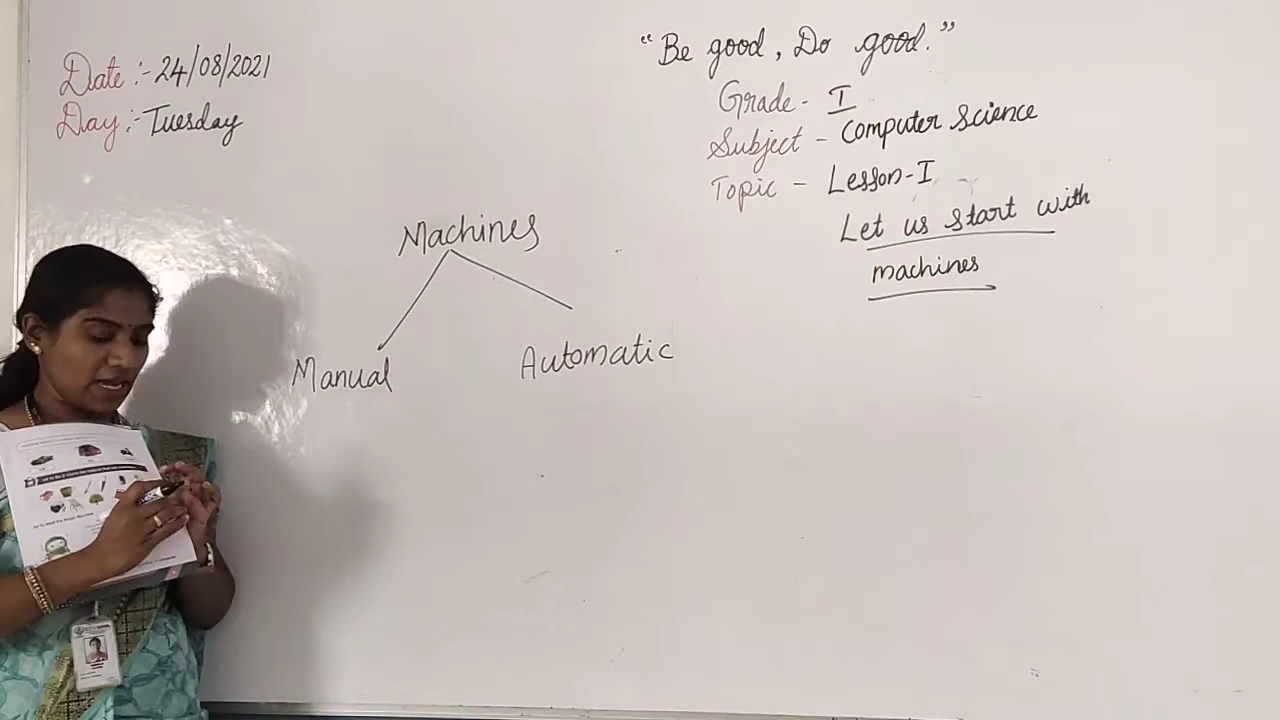 Date :- 24/08/2021
Day :- Tuesday
"Be good, Do good."
Grade - I
Subject - Computer Science
Topic - Lesson-I
Let us start with
machines
Machines
Manual
Automatic